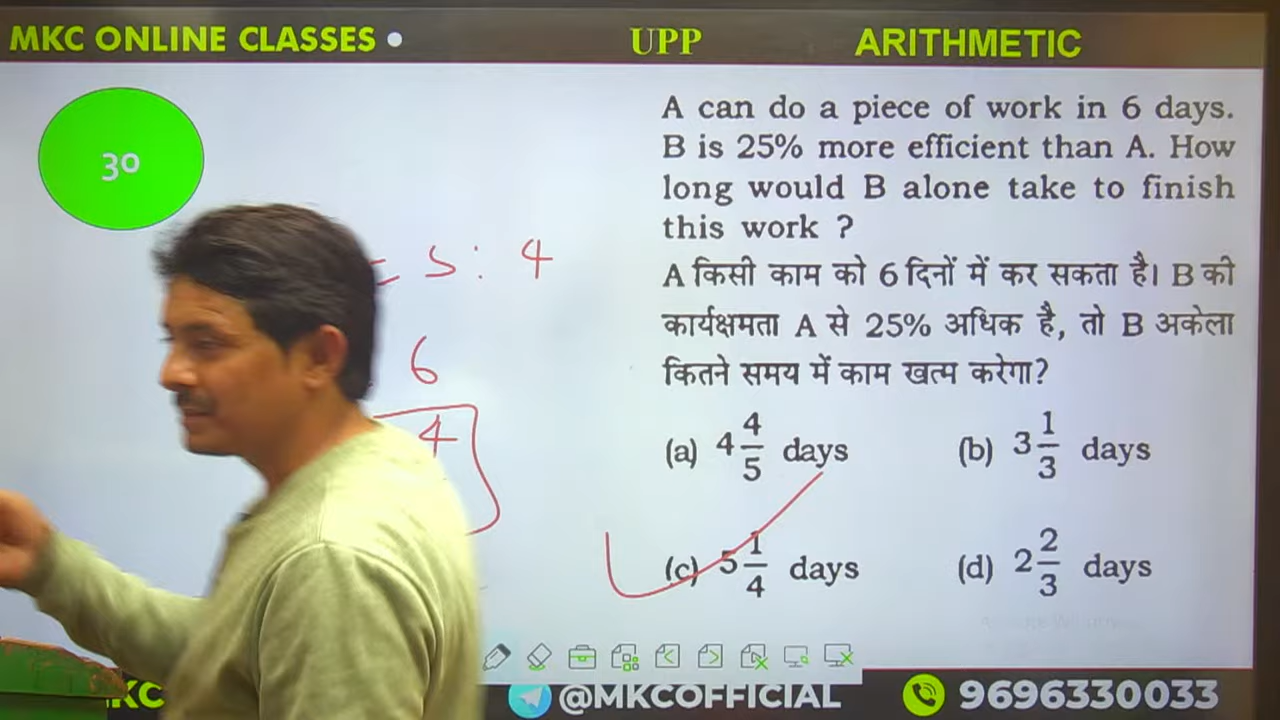 MKC ONLINE CLASSES •
UPP
ARITHMETIC
30
= 5 : 4
6
4
A can do a piece of work in 6 days.
B is 25% more efficient than A. How
long would B alone take to finish
this work ?
A किसी काम को 6 दिनों में कर सकता है। B की
कार्यक्षमता A से 25% अधिक है, तो B अकेला
कितने समय में काम खत्म करेगा?
(a) 4 4/5 days
(b) 3 1/3 days
(c) 5 1/4 days
(d) 2 2/3 days
KC
@MKCOFFICIAL
9696330033